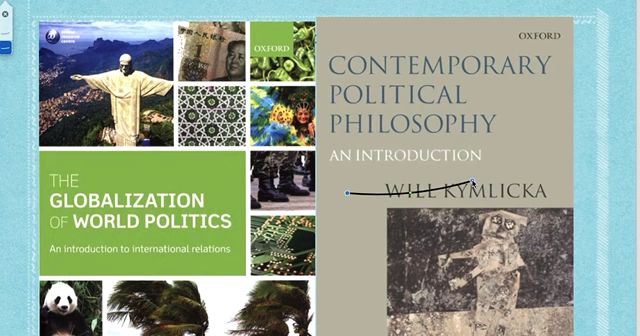 OXFORD
THE
GLOBALIZATION
OF WORLD POLITICS
An introduction to international relations
OXFORD
CONTEMPORARY
POLITICAL
PHILOSOPHY
AN INTRODUCTION
WILL KYMLICKA